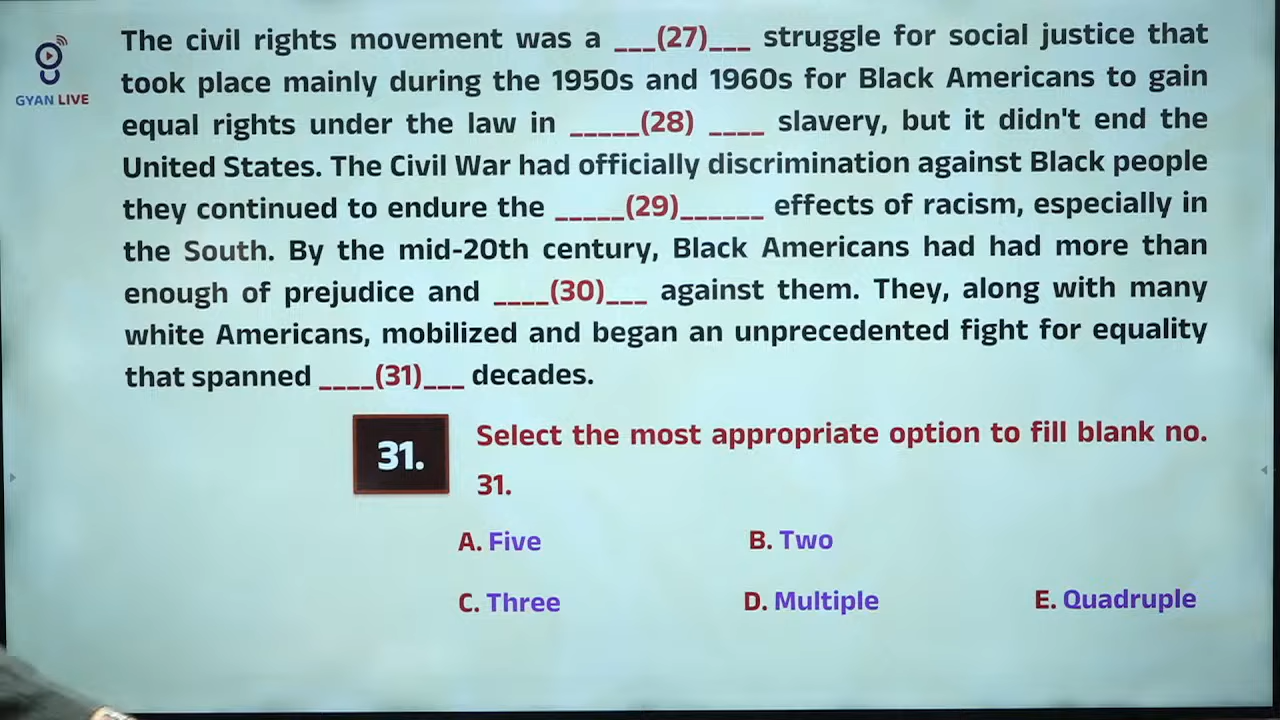 GYAN LIVE
The civil rights movement was a ___(27)___ struggle for social justice that
took place mainly during the 1950s and 1960s for Black Americans to gain
equal rights under the law in _____(28) ____ slavery, but it didn't end the
United States. The Civil War had officially discrimination against Black people
they continued to endure the _____(29)______ effects of racism, especially in
the South. By the mid-20th century, Black Americans had had more than
enough of prejudice and ____(30)___ against them. They, along with many
white Americans, mobilized and began an unprecedented fight for equality
that spanned ____(31)___ decades.
31. Select the most appropriate option to fill blank no.
31.
A. Five B. Two
C. Three D. Multiple E. Quadruple